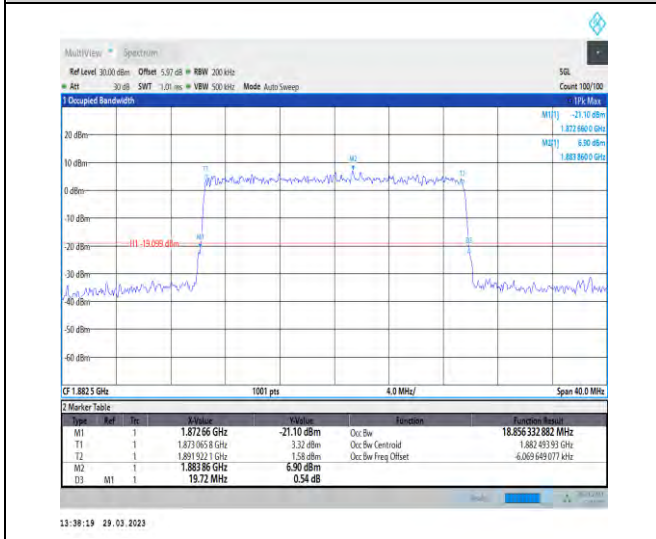 MultiView Spectrum
Ref Level 30.00 dBm Offset 5.97 dB RBW 200 kHz SGL
Att 30 dB SWT 1.01 ms VBW 500 kHz Mode Auto Sweep Count 100/100
1 Occupied Bandwidth 1Pk Max
M1[1] -21.10 dBm
1.872 660 0 GHz
M2[1] 6.90 dBm
1.883 860 0 GHz
20 dBm
10 dBm
M2
T1
T2
0 dBm
-10 dBm
M1
D3
H1 -19.099 dBm
-20 dBm
-30 dBm
-40 dBm
-50 dBm
-60 dBm
CF 1.882 5 GHz 1001 pts 4.0 MHz/ Span 40.0 MHz
2 Marker Table
Type Ref Trc X-Value Y-Value Function Function Result
M1 1 1.872 66 GHz -21.10 dBm Occ Bw 18.856 332 882 MHz
T1 1 1.873 065 8 GHz 3.32 dBm Occ Bw Centroid 1.882 493 93 GHz
T2 1 1.891 922 1 GHz 1.58 dBm Occ Bw Freq Offset -6.069 649 077 kHz
M2 1 1.883 86 GHz 6.90 dBm
D3 M1 1 19.72 MHz 0.54 dB
13:38:19 29.03.2023